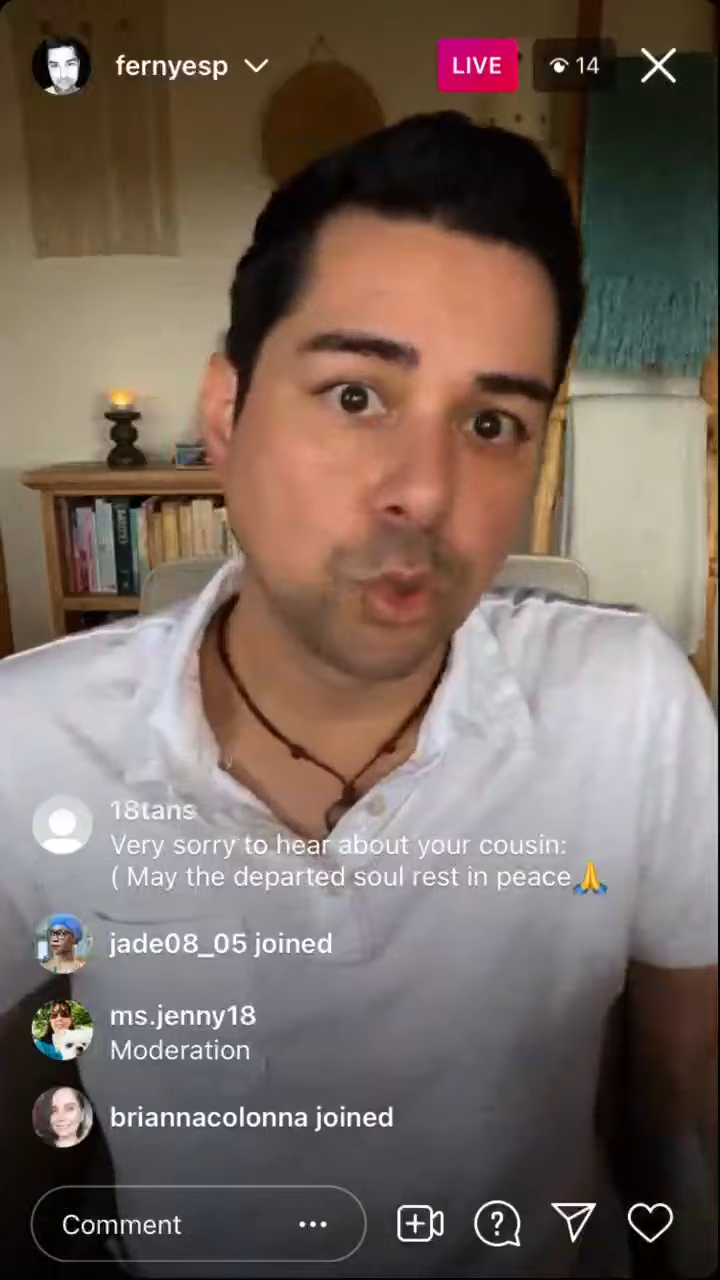 fernyesp
LIVE
14
18tans
Very sorry to hear about your cousin:
( May the departed soul rest in peace🙏
jade08_05 joined
ms.jenny18
Moderation
briannacolonna joined
Comment